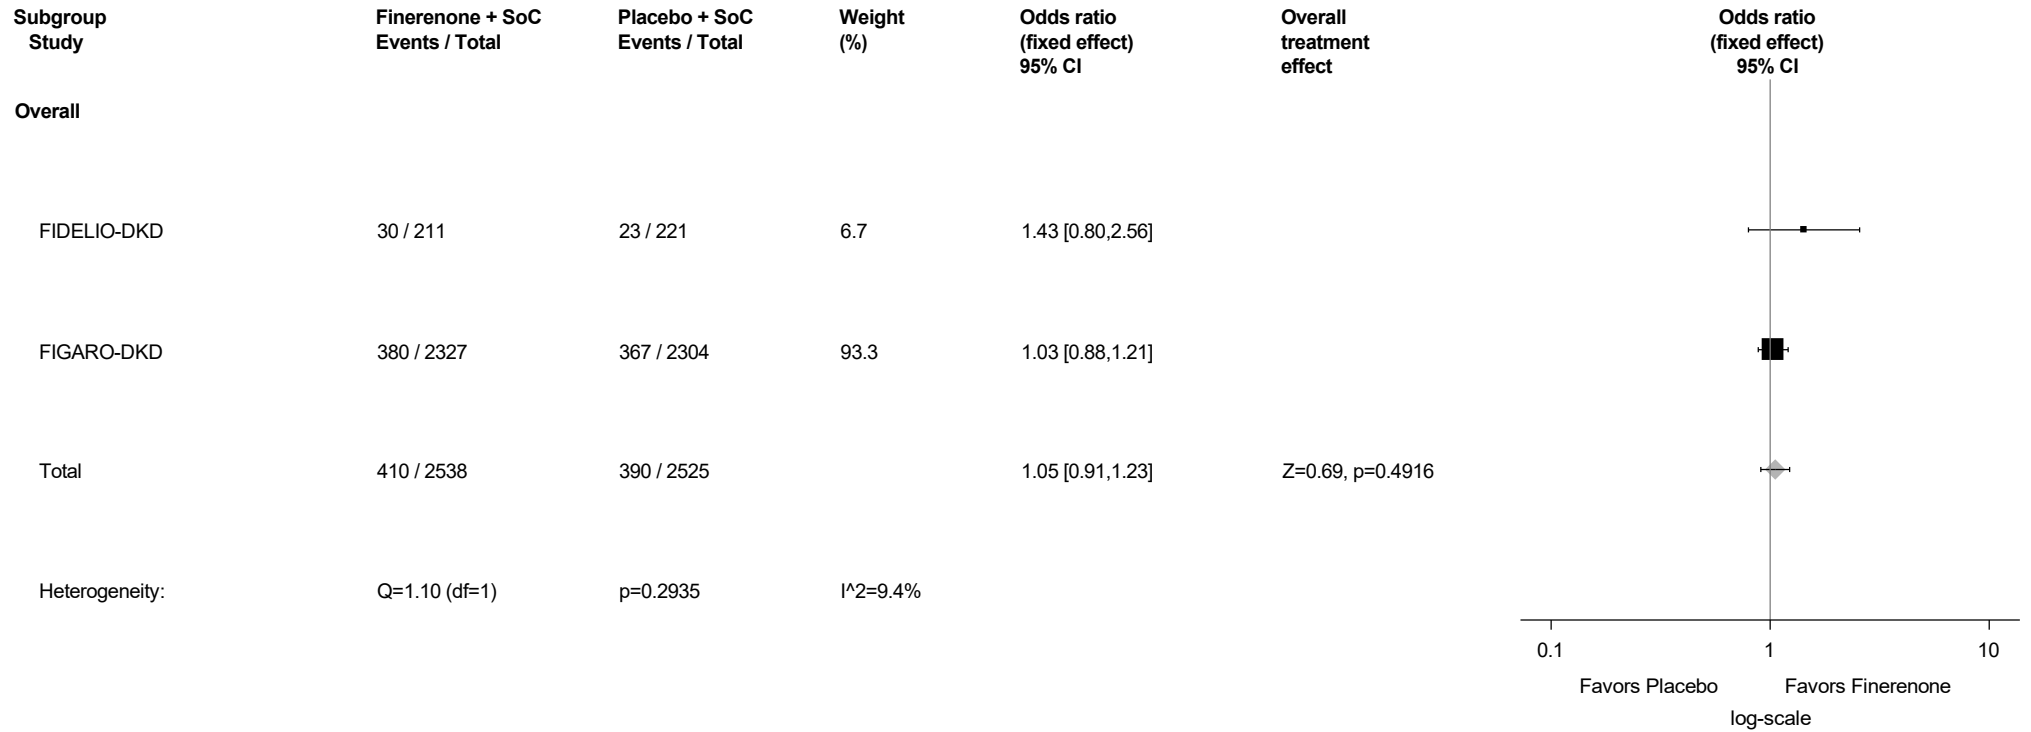 Subgroup Finerenone + SoC Placebo + SoC Weight Odds ratio Overall Odds ratio
Study Events / Total Events / Total (%) (fixed effect) treatment (fixed effect)
95% CI effect 95% CI
Overall
FIDELIO-DKD 30 / 211 23 / 221 6.7 1.43 [0.80,2.56]
FIGARO-DKD 380 / 2327 367 / 2304 93.3 1.03 [0.88,1.21]
Total 410 / 2538 390 / 2525 1.05 [0.91,1.23] Z=0.69, p=0.4916
Heterogeneity: Q=1.10 (df=1) p=0.2935 I^2=9.4%
0.1 1 10
Favors Placebo Favors Finerenone
log-scale